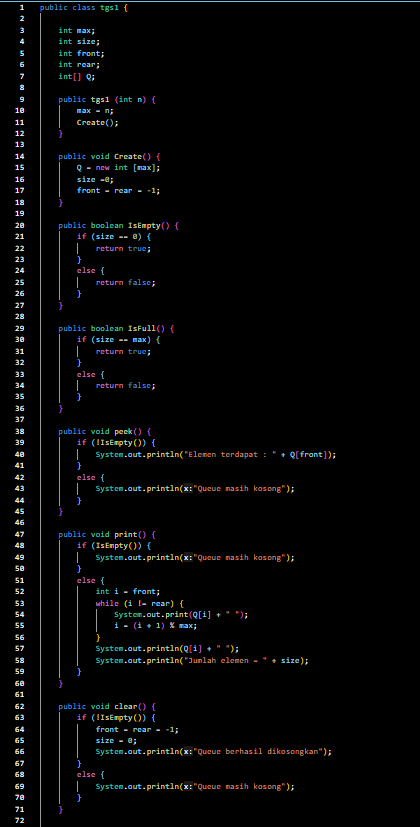 1 public class tgs1 {
2
3     int max;
4     int size;
5     int front;
6     int rear;
7     int[] Q;
8
9     public tgs1 (int n) {
10         max = n;
11         Create();
12     }
13
14     public void Create() {
15         Q = new int [max];
16         size =0;
17         front = rear = -1;
18     }
19
20     public boolean IsEmpty() {
21         if (size == 0) {
22             return true;
23         }
24         else {
25             return false;
26         }
27     }
28
29     public boolean IsFull() {
30         if (size == max) {
31             return true;
32         }
33         else {
34             return false;
35         }
36     }
37
38     public void peek() {
39         if (!IsEmpty()) {
40             System.out.println("Elemen terdapat : " + Q[front]);
41         }
42         else {
43             System.out.println(x:"Queue masih kosong");
44         }
45     }
46
47     public void print() {
48         if (IsEmpty()) {
49             System.out.println(x:"Queue masih kosong");
50         }
51         else {
52             int i = front;
53             while (i != rear) {
54                 System.out.print(Q[i] + " ");
55                 i = (i + 1) % max;
56             }
57             System.out.println(Q[i] + " ");
58             System.out.println("Jumlah elemen = " + size);
59         }
60     }
61
62     public void clear() {
63         if (!IsEmpty()) {
64             front = rear = -1;
65             size = 0;
66             System.out.println(x:"Queue berhasil dikosongkan");
67         }
68         else {
69             System.out.println(x:"Queue masih kosong");
70         }
71     }
72